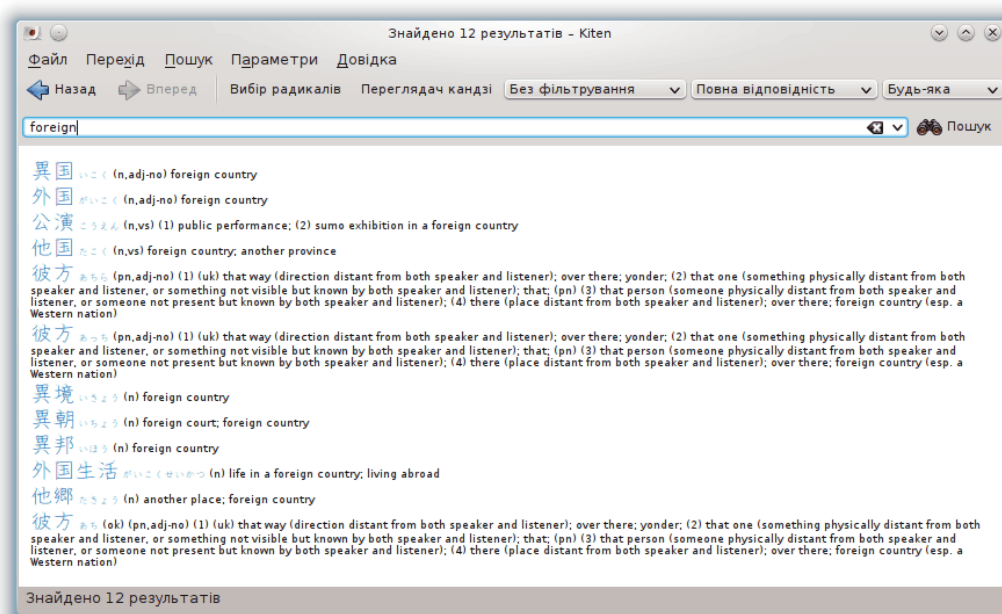 Знайдено 12 результатів – Kiten
Файл Перехід Пошук Параметри Довідка
Назад Вперед Вибір радикалів Переглядач кандзі Без фільтрування Повна відповідність Будь-яка
foreign Пошук
異国 いこく (n,adj-no) foreign country
外国 がいこく (n,adj-no) foreign country
公演 こうえん (n,vs) (1) public performance; (2) sumo exhibition in a foreign country
他国 たこく (n,vs) foreign country; another province
彼方 あちら (pn,adj-no) (1) (uk) that way (direction distant from both speaker and listener); over there; yonder; (2) that one (something physically distant from both
speaker and listener, or something not visible but known by both speaker and listener); that; (pn) (3) that person (someone physically distant from both speaker and
listener, or someone not present but known by both speaker and listener); (4) there (place distant from both speaker and listener); over there; foreign country (esp. a
Western nation)
彼方 あっち (pn,adj-no) (1) (uk) that way (direction distant from both speaker and listener); over there; yonder; (2) that one (something physically distant from both
speaker and listener, or something not visible but known by both speaker and listener); that; (pn) (3) that person (someone physically distant from both speaker and
listener, or someone not present but known by both speaker and listener); (4) there (place distant from both speaker and listener); over there; foreign country (esp. a
Western nation)
異境 いきょう (n) foreign country
異朝 いちょう (n) foreign court; foreign country
異邦 いほう (n) foreign country
外国生活 がいこくせいかつ (n) life in a foreign country; living abroad
他郷 たきょう (n) another place; foreign country
彼方 あち (ok) (pn,adj-no) (1) (uk) that way (direction distant from both speaker and listener); over there; yonder; (2) that one (something physically distant from both
speaker and listener, or something not visible but known by both speaker and listener); that; (pn) (3) that person (someone physically distant from both speaker and
listener, or someone not present but known by both speaker and listener); (4) there (place distant from both speaker and listener); over there; foreign country (esp. a
Western nation)
Знайдено 12 результатів